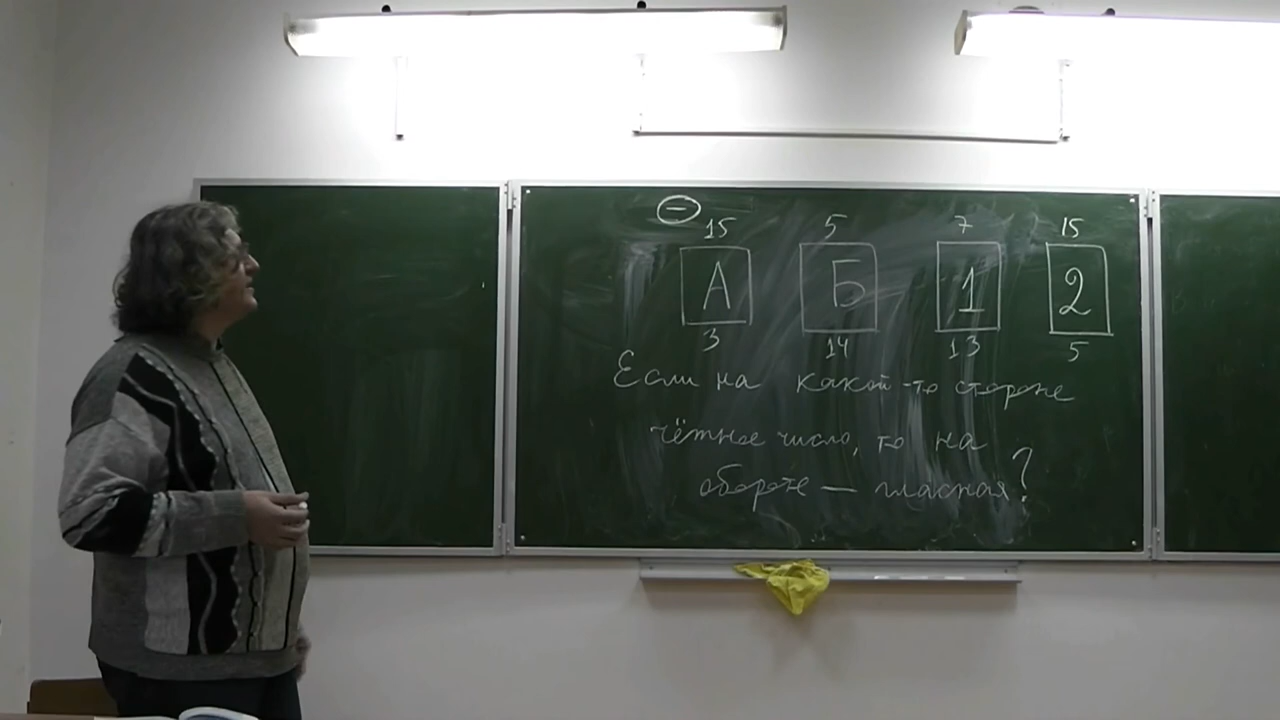 −
15 5 7 15
А Б 1 2
3 14 13 5
Если на какой-то стороне
чётное число, то на
обороте — гласная?